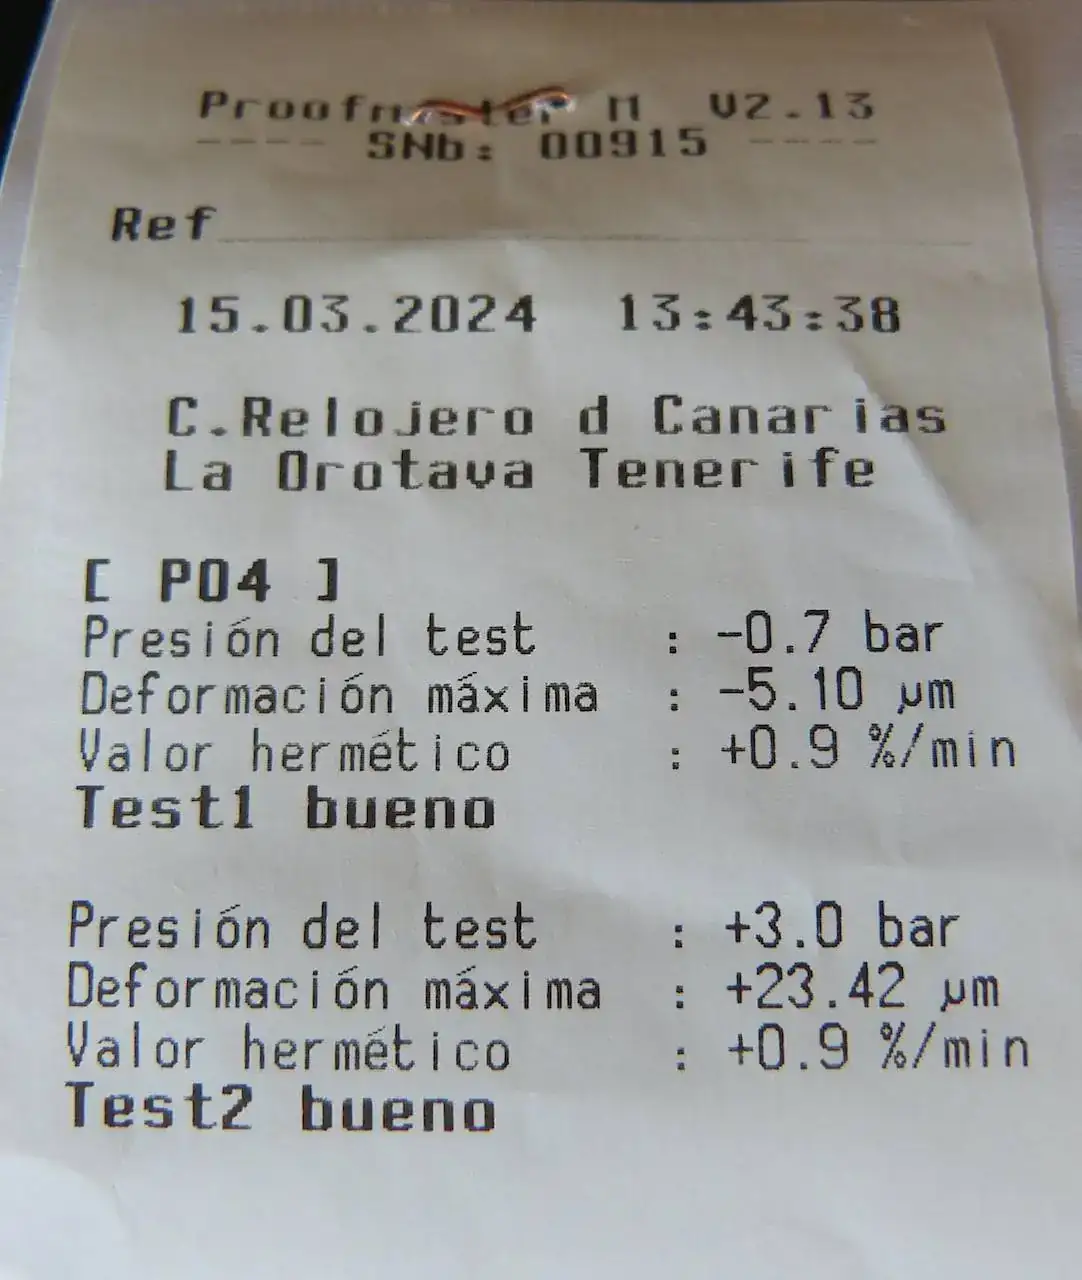 Proofmaster M V2.13
---- SNb: 00915 ----
Ref
15.03.2024 13:43:38
C.Relojero d Canarias
La Orotava Tenerife
[ P04 ]
Presión del test : -0.7 bar
Deformación máxima : -5.10 µm
Valor hermético : +0.9 %/min
Test1 bueno
Presión del test : +3.0 bar
Deformación máxima : +23.42 µm
Valor hermético : +0.9 %/min
Test2 bueno